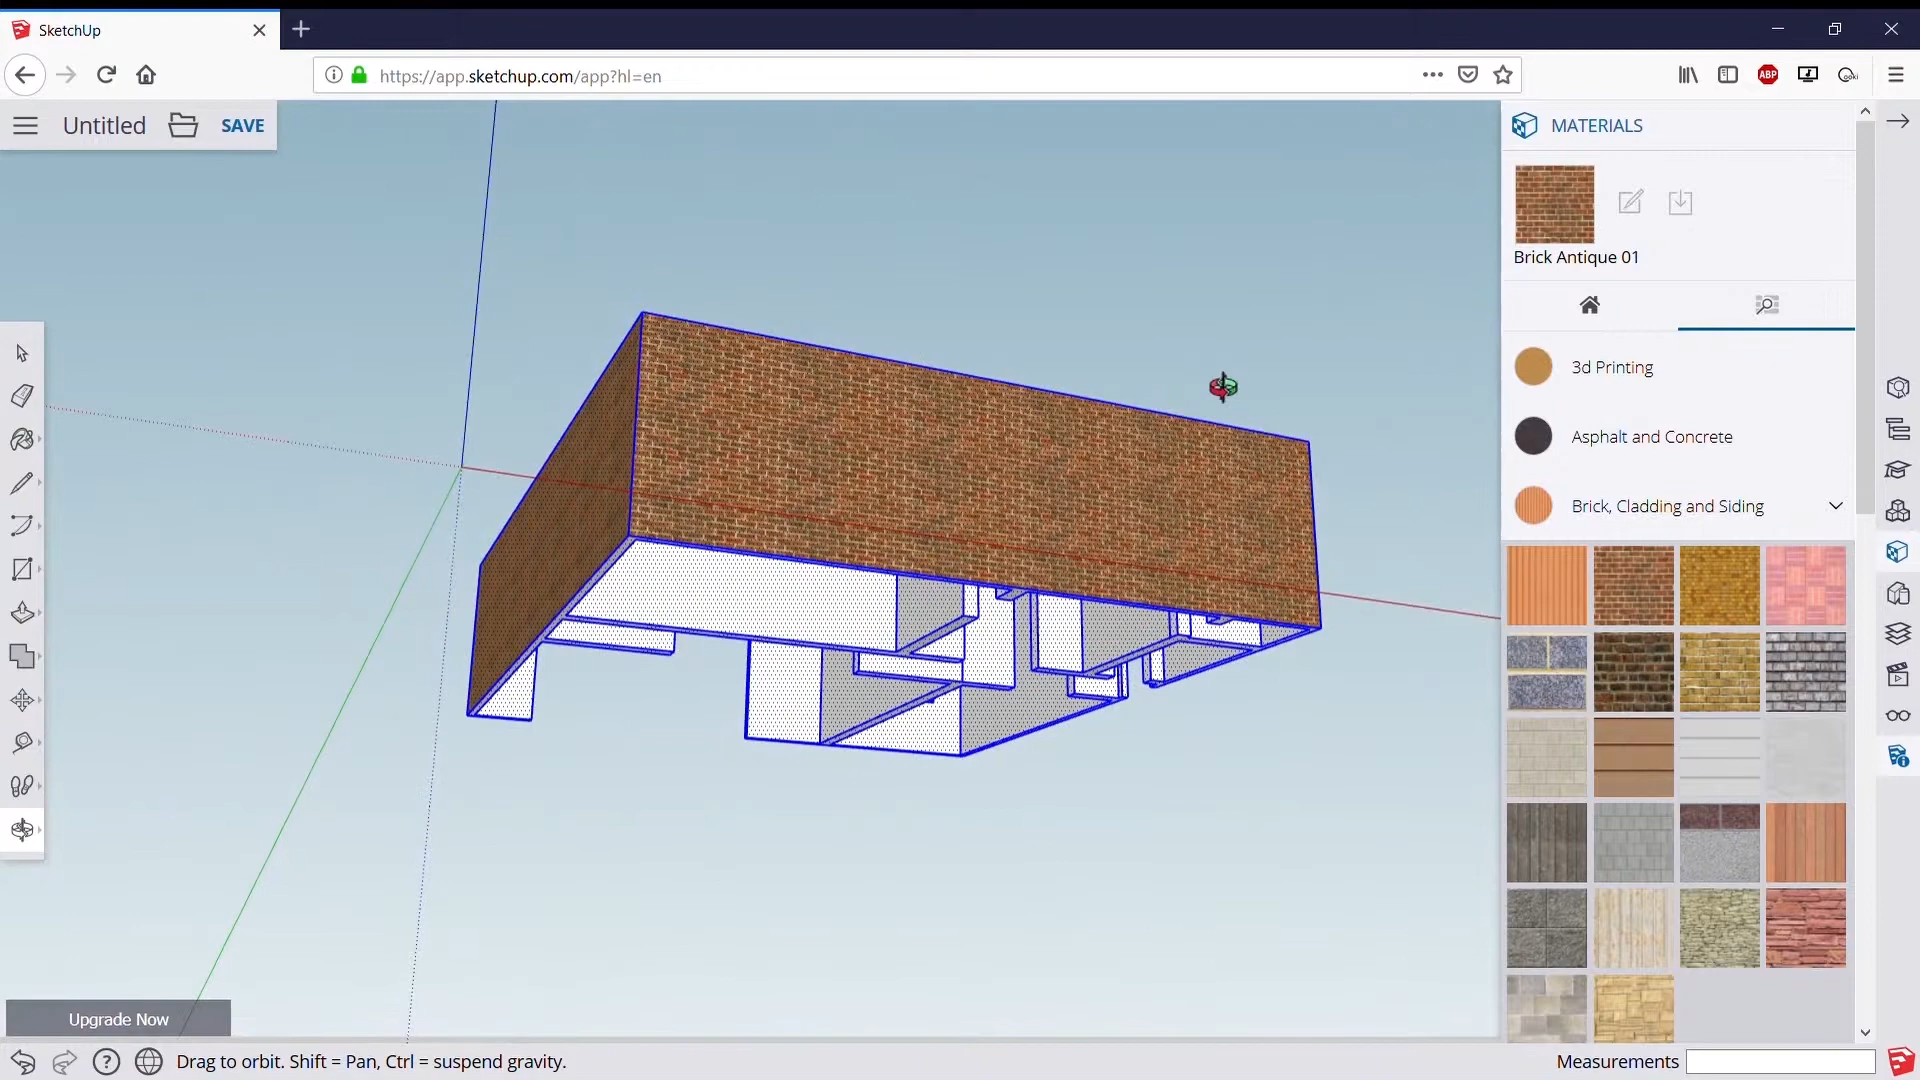 SketchUp
https://app.sketchup.com/app?hl=en
ABP
Untitled
SAVE
MATERIALS
Brick Antique 01
3d Printing
Asphalt and Concrete
Brick, Cladding and Siding
Upgrade Now
Drag to orbit. Shift = Pan, Ctrl = suspend gravity.
Measurements